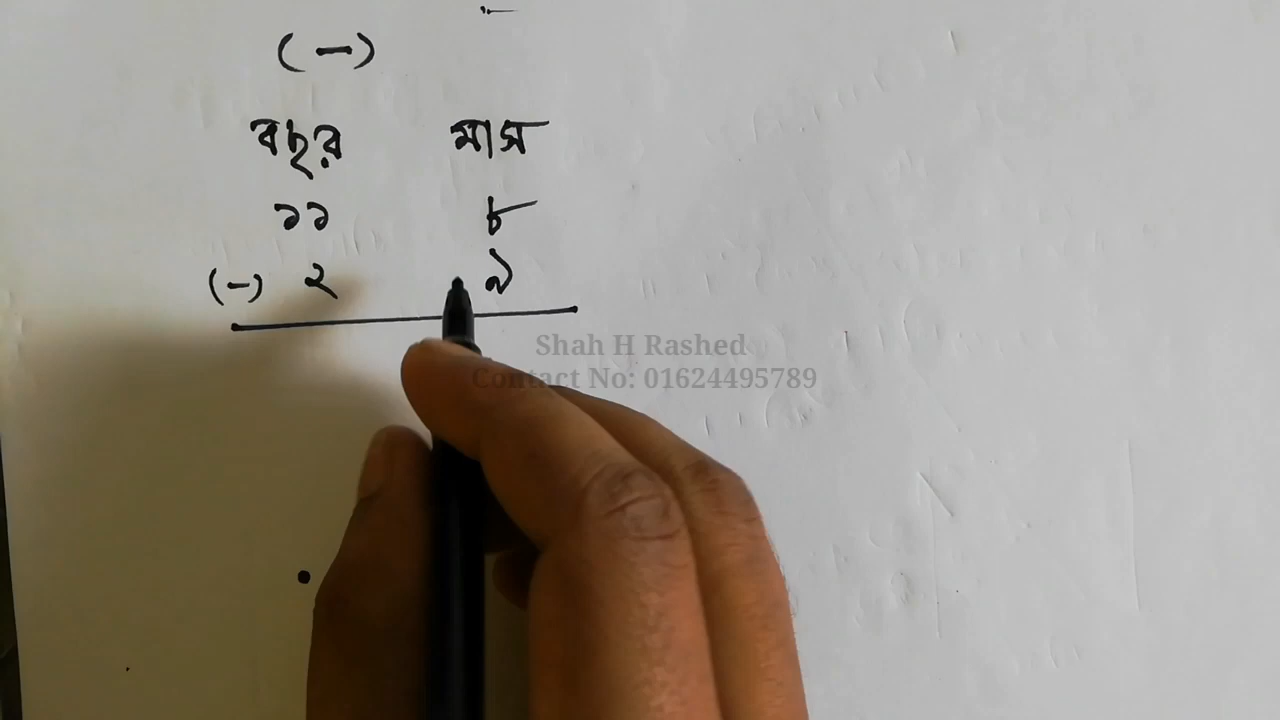 (−)
বছর মাস
১১ ৮
(−) ২ ৯
Shah H Rashed
Contact No: 01624495789